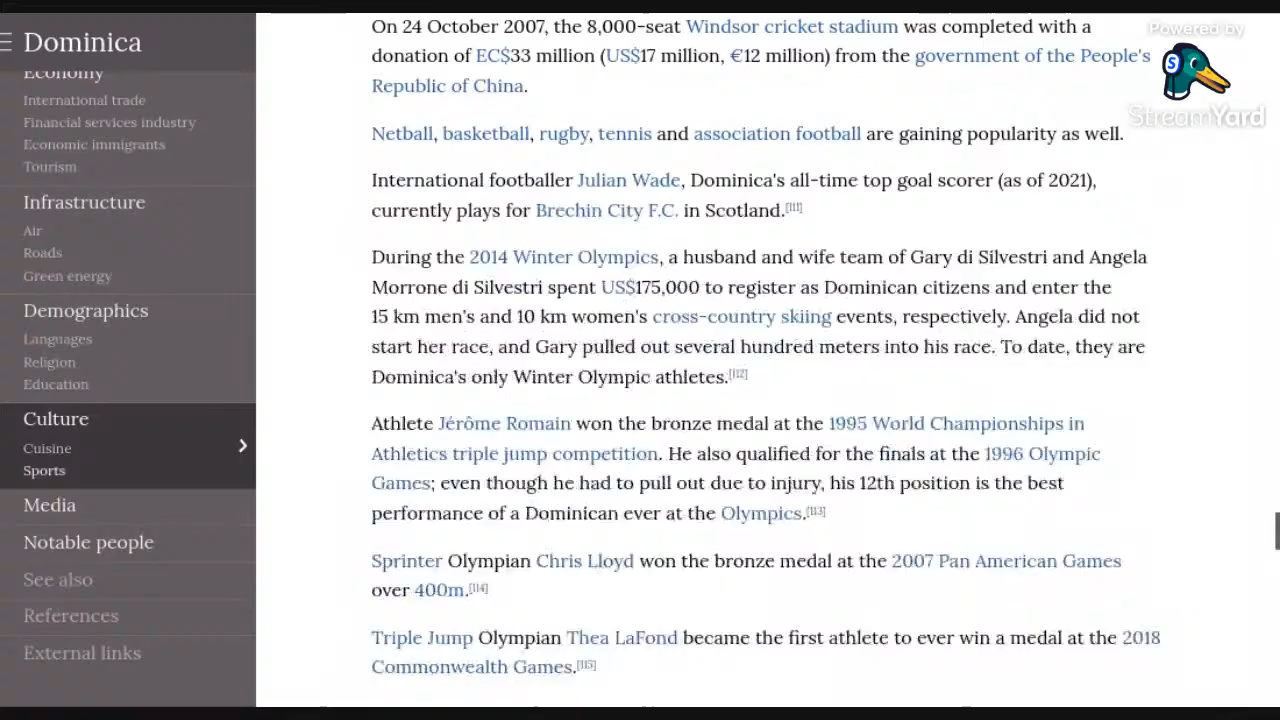 Dominica
Economy
International trade
Financial services industry
Economic immigrants
Tourism
Infrastructure
Air
Roads
Green energy
Demographics
Languages
Religion
Education
Culture
Cuisine
Sports
Media
Notable people
See also
References
External links
On 24 October 2007, the 8,000-seat Windsor cricket stadium was completed with a
donation of EC$33 million (US$17 million, €12 million) from the government of the People's
Republic of China.
Netball, basketball, rugby, tennis and association football are gaining popularity as well.
International footballer Julian Wade, Dominica's all-time top goal scorer (as of 2021),
currently plays for Brechin City F.C. in Scotland.[111]
During the 2014 Winter Olympics, a husband and wife team of Gary di Silvestri and Angela
Morrone di Silvestri spent US$175,000 to register as Dominican citizens and enter the
15 km men's and 10 km women's cross-country skiing events, respectively. Angela did not
start her race, and Gary pulled out several hundred meters into his race. To date, they are
Dominica's only Winter Olympic athletes.[112]
Athlete Jérôme Romain won the bronze medal at the 1995 World Championships in
Athletics triple jump competition. He also qualified for the finals at the 1996 Olympic
Games; even though he had to pull out due to injury, his 12th position is the best
performance of a Dominican ever at the Olympics.[113]
Sprinter Olympian Chris Lloyd won the bronze medal at the 2007 Pan American Games
over 400m.[114]
Triple Jump Olympian Thea LaFond became the first athlete to ever win a medal at the 2018
Commonwealth Games.[115]
Powered by
S
StreamYard